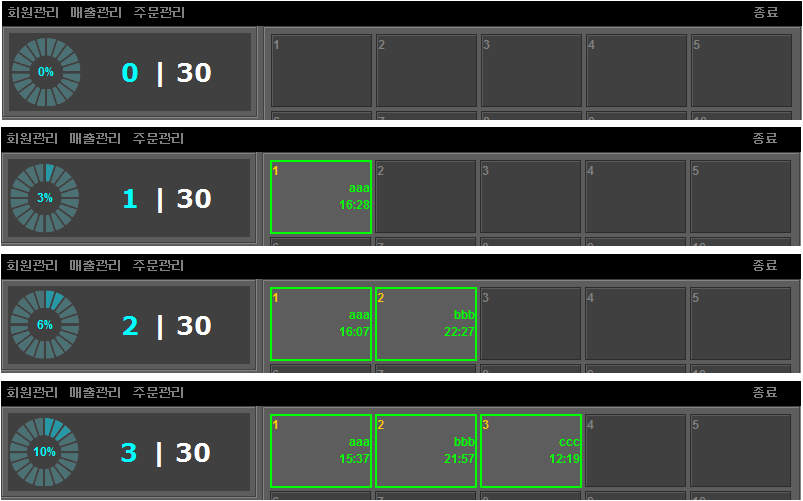 회원관리 매출관리 주문관리 종료
0% 0 | 30 1 2 3 4 5
회원관리 매출관리 주문관리 종료
3% 1 | 30 1 2 3 4 5
aaa
16:28
회원관리 매출관리 주문관리 종료
6% 2 | 30 1 2 3 4 5
aaa bbb
16:07 22:27
회원관리 매출관리 주문관리 종료
10% 3 | 30 1 2 3 4 5
aaa bbb ccc
15:37 21:57 12:19